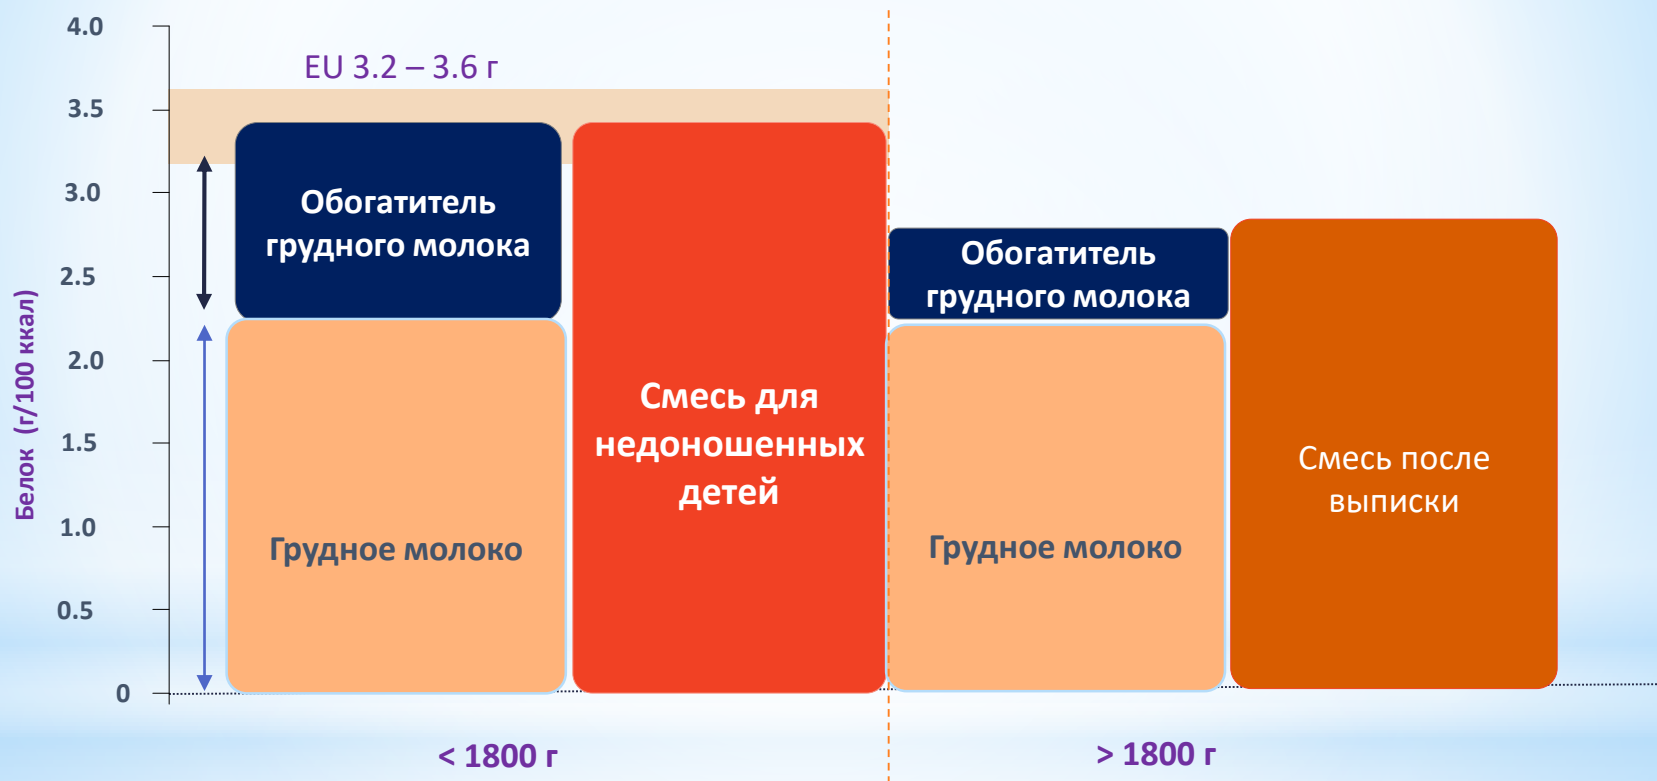 4.0
EU 3.2 – 3.6 г
3.5
3.0
2.5
2.0
1.5
1.0
0.5
0
Белок (г/100 ккал)
Обогатитель
грудного молока
Грудное молоко
Смесь для
недоношенных
детей
Обогатитель
грудного молока
Грудное молоко
Смесь после
выписки
< 1800 г
> 1800 г